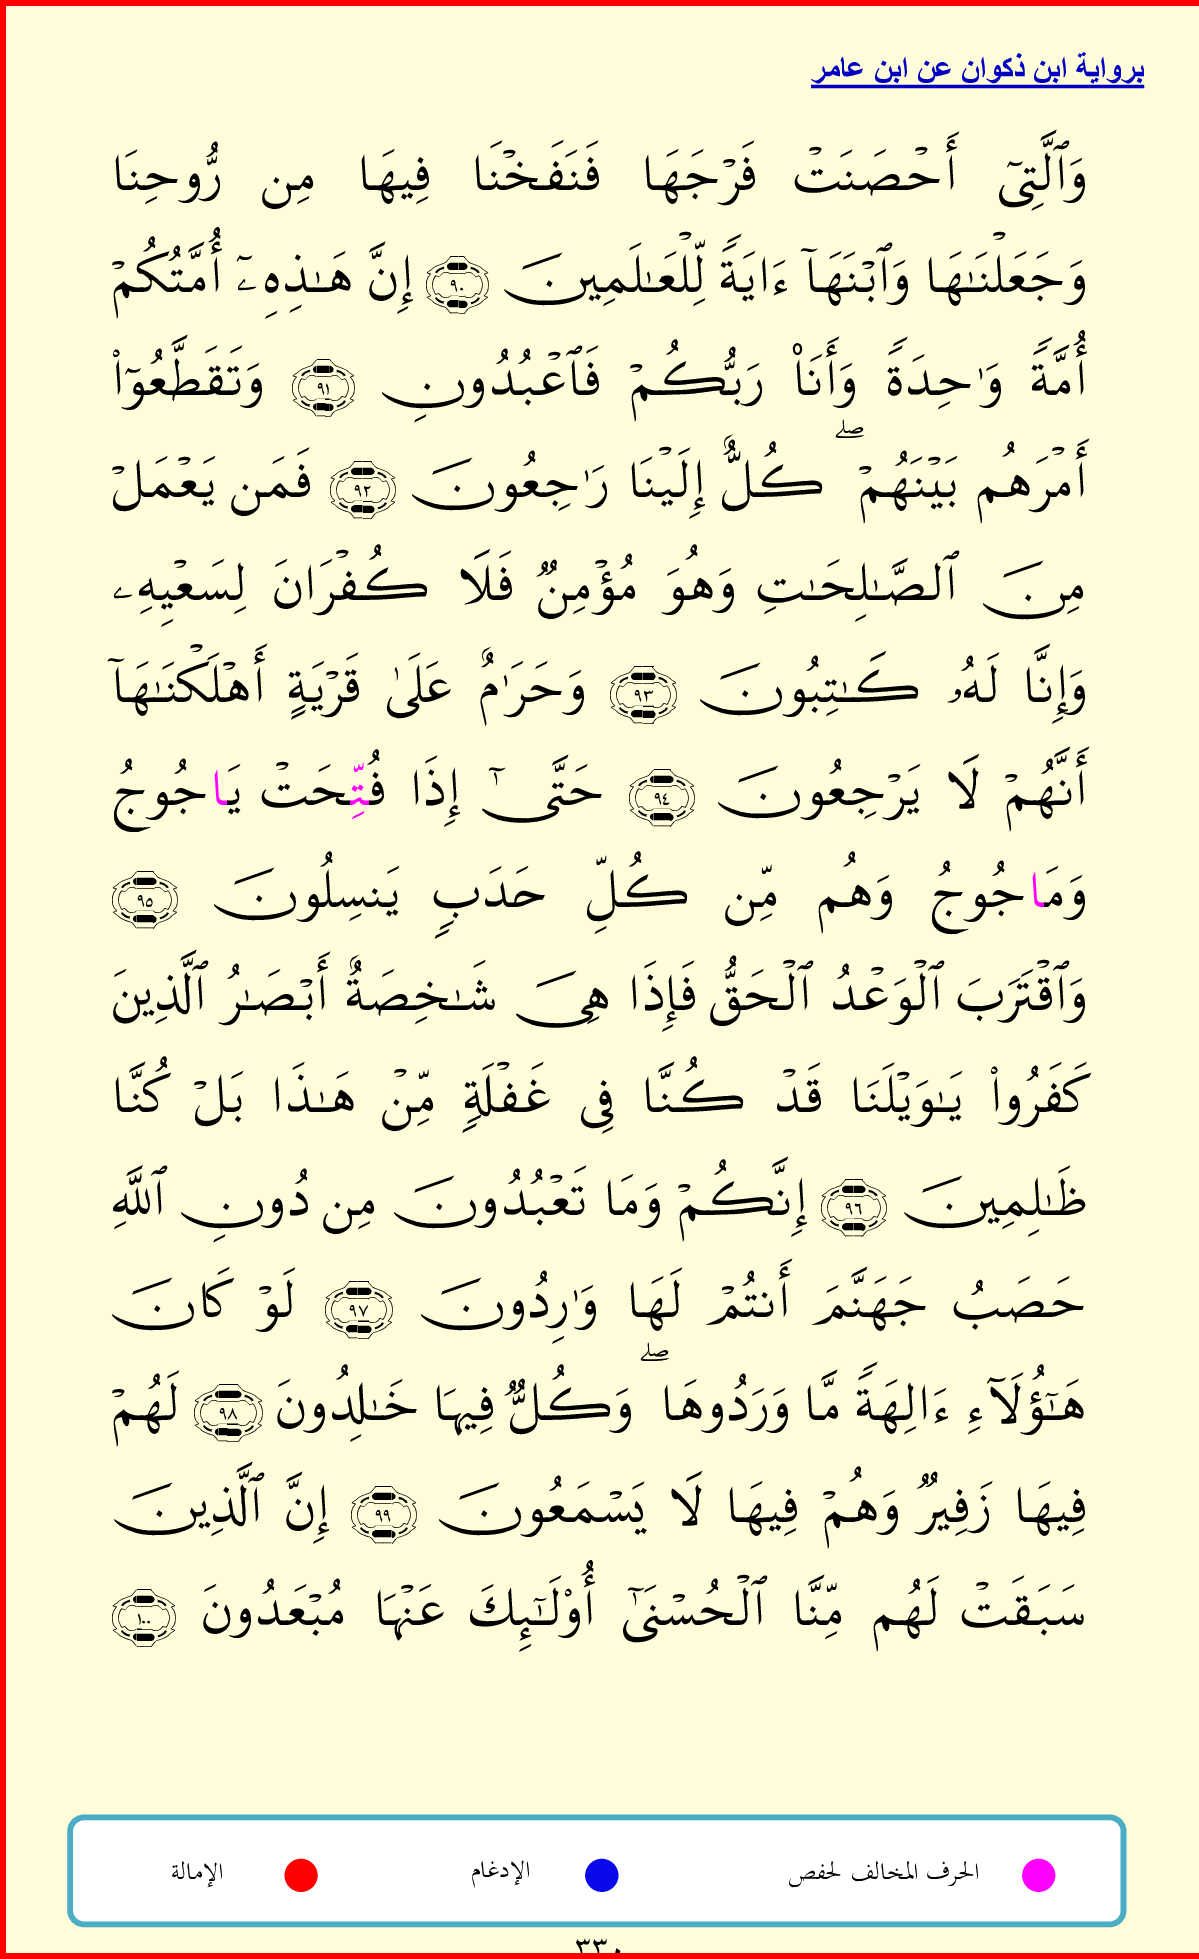 برواية ابن ذكوان عن ابن عامر
وَٱلَّتِىٓ أَحۡصَنَتۡ فَرۡجَهَا فَنَفَخۡنَا فِيهَا مِن رُّوحِنَا
وَجَعَلۡنَـٰهَا وَٱبۡنَهَآ ءَايَةً لِّلۡعَـٰلَمِينَ ٩٠ إِنَّ هَـٰذِهِۦٓ أُمَّتُكُمۡ
أُمَّةً وَٰحِدَةً وَأَنَا۠ رَبُّكُمۡ فَٱعۡبُدُونِ ٩١ وَتَقَطَّعُوٓا۟
أَمۡرَهُم بَيۡنَهُمۡۖ كُلٌّ إِلَيۡنَا رَٰجِعُونَ ٩٢ فَمَن يَعۡمَلۡ
مِنَ ٱلصَّـٰلِحَـٰتِ وَهُوَ مُؤۡمِنٌ فَلَا كُفۡرَانَ لِسَعۡيِهِۦ
وَإِنَّا لَهُۥ كَـٰتِبُونَ ٩٣ وَحَرَٰمٌ عَلَىٰ قَرۡيَةٍ أَهۡلَكۡنَـٰهَآ
أَنَّهُمۡ لَا يَرۡجِعُونَ ٩٤ حَتَّىٰٓ إِذَا فُتِّحَتۡ يَاجُوجُ
وَمَاجُوجُ وَهُم مِّن كُلِّ حَدَبٍ يَنسِلُونَ ٩٥
وَٱقۡتَرَبَ ٱلۡوَعۡدُ ٱلۡحَقُّ فَإِذَا هِىَ شَـٰخِصَةٌ أَبۡصَـٰرُ ٱلَّذِينَ
كَفَرُوا۟ يَـٰوَيۡلَنَا قَدۡ كُنَّا فِى غَفۡلَةٍ مِّنۡ هَـٰذَا بَلۡ كُنَّا
ظَـٰلِمِينَ ٩٦ إِنَّكُمۡ وَمَا تَعۡبُدُونَ مِن دُونِ ٱللَّهِ
حَصَبُ جَهَنَّمَ أَنتُمۡ لَهَا وَٰرِدُونَ ٩٧ لَوۡ كَانَ
هَـٰٓؤُلَآءِ ءَالِهَةً مَّا وَرَدُوهَاۖ وَكُلٌّ فِيهَا خَـٰلِدُونَ ٩٨ لَهُمۡ
فِيهَا زَفِيرٌ وَهُمۡ فِيهَا لَا يَسۡمَعُونَ ٩٩ إِنَّ ٱلَّذِينَ
سَبَقَتۡ لَهُم مِّنَّا ٱلۡحُسۡنَىٰٓ أُو۟لَـٰٓئِكَ عَنۡهَا مُبۡعَدُونَ ١٠٠
الحرف المخالف لحفص الإدغام الإمالة
٣٣٠